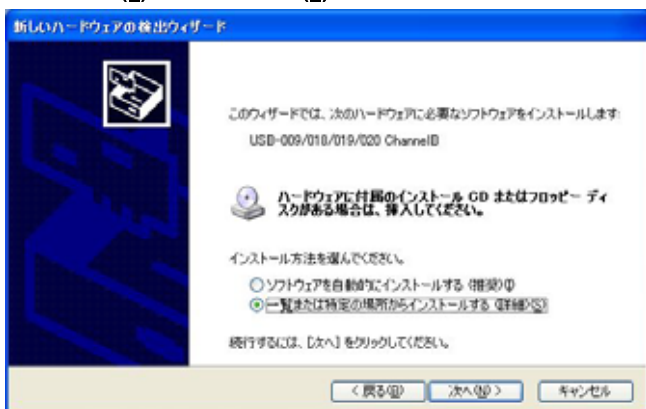 新しいハードウェアの検出ウィザード
このウィザードでは、次のハードウェアに必要なソフトウェアをインストールします:
USB-009/018/019/020 ChannelB
ハードウェアに付属のインストール CD またはフロッピー ディ
スクがある場合は、挿入してください。
インストール方法を選んでください。
ソフトウェアを自動的にインストールする (推奨)(I)
一覧または特定の場所からインストールする (詳細)(S)
続行するには、[次へ] をクリックしてください。
< 戻る(B) 次へ(N) > キャンセル